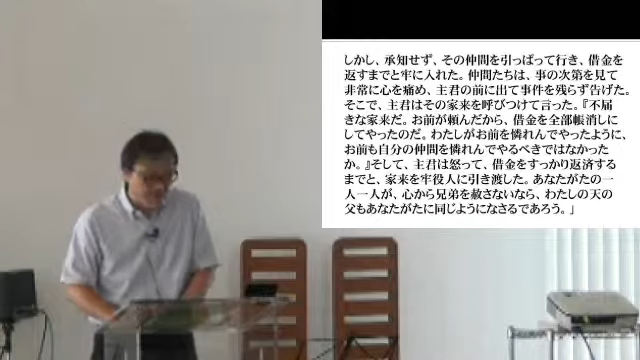 しかし、承知せず、その仲間を引っぱって行き、借金を
返すまでと牢に入れた。仲間たちは、事の次第を見て
非常に心を痛め、主君の前に出て事件を残らず告げた。
そこで、主君はその家来を呼びつけて言った。『不届
きな家来だ。お前が頼んだから、借金を全部帳消しに
してやったのだ。わたしがお前を憐れんでやったように、
お前も自分の仲間を憐れんでやるべきではなかった
か。』そして、主君は怒って、借金をすっかり返済する
までと、家来を牢役人に引き渡した。あなたがたの一
人一人が、心から兄弟を赦さないなら、わたしの天の
父もあなたがたに同じようになさるであろう。」